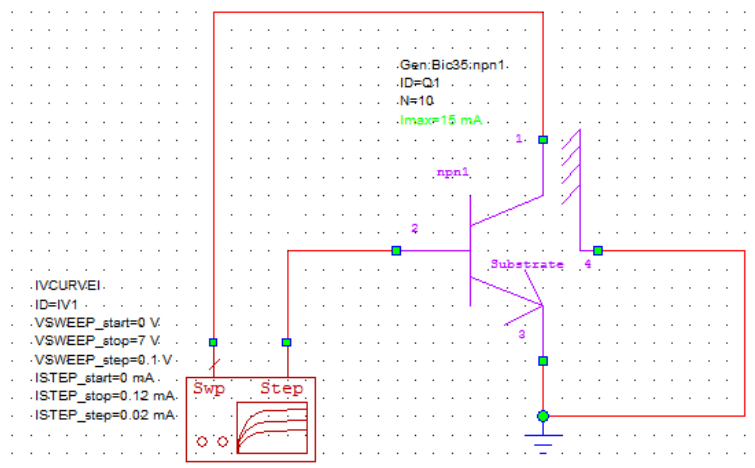 Gen:Bic35:npn1
ID=Q1
N=10
Imax=15 mA
1
npn1
2
Substrate 4
3
IVCURVEI
ID=IV1
VSWEEP_start=0 V
VSWEEP_stop=7 V
VSWEEP_step=0.1 V
ISTEP_start=0 mA
ISTEP_stop=0.12 mA
ISTEP_step=0.02 mA
Swp Step